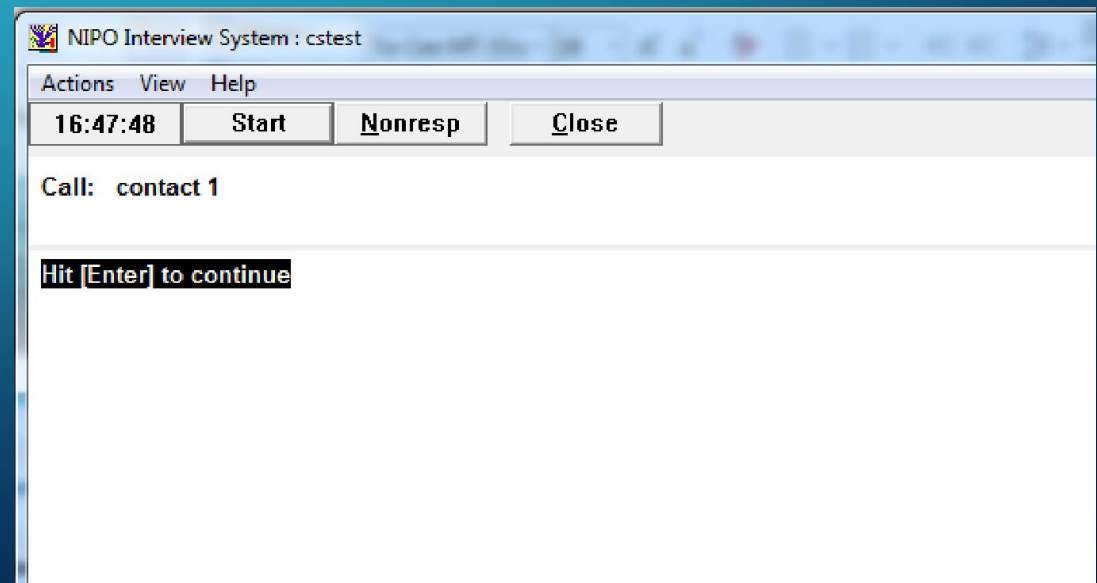 NIPO Interview System : cstest
Actions View Help
16:47:48 Start Nonresp Close
Call: contact 1
Hit [Enter] to continue